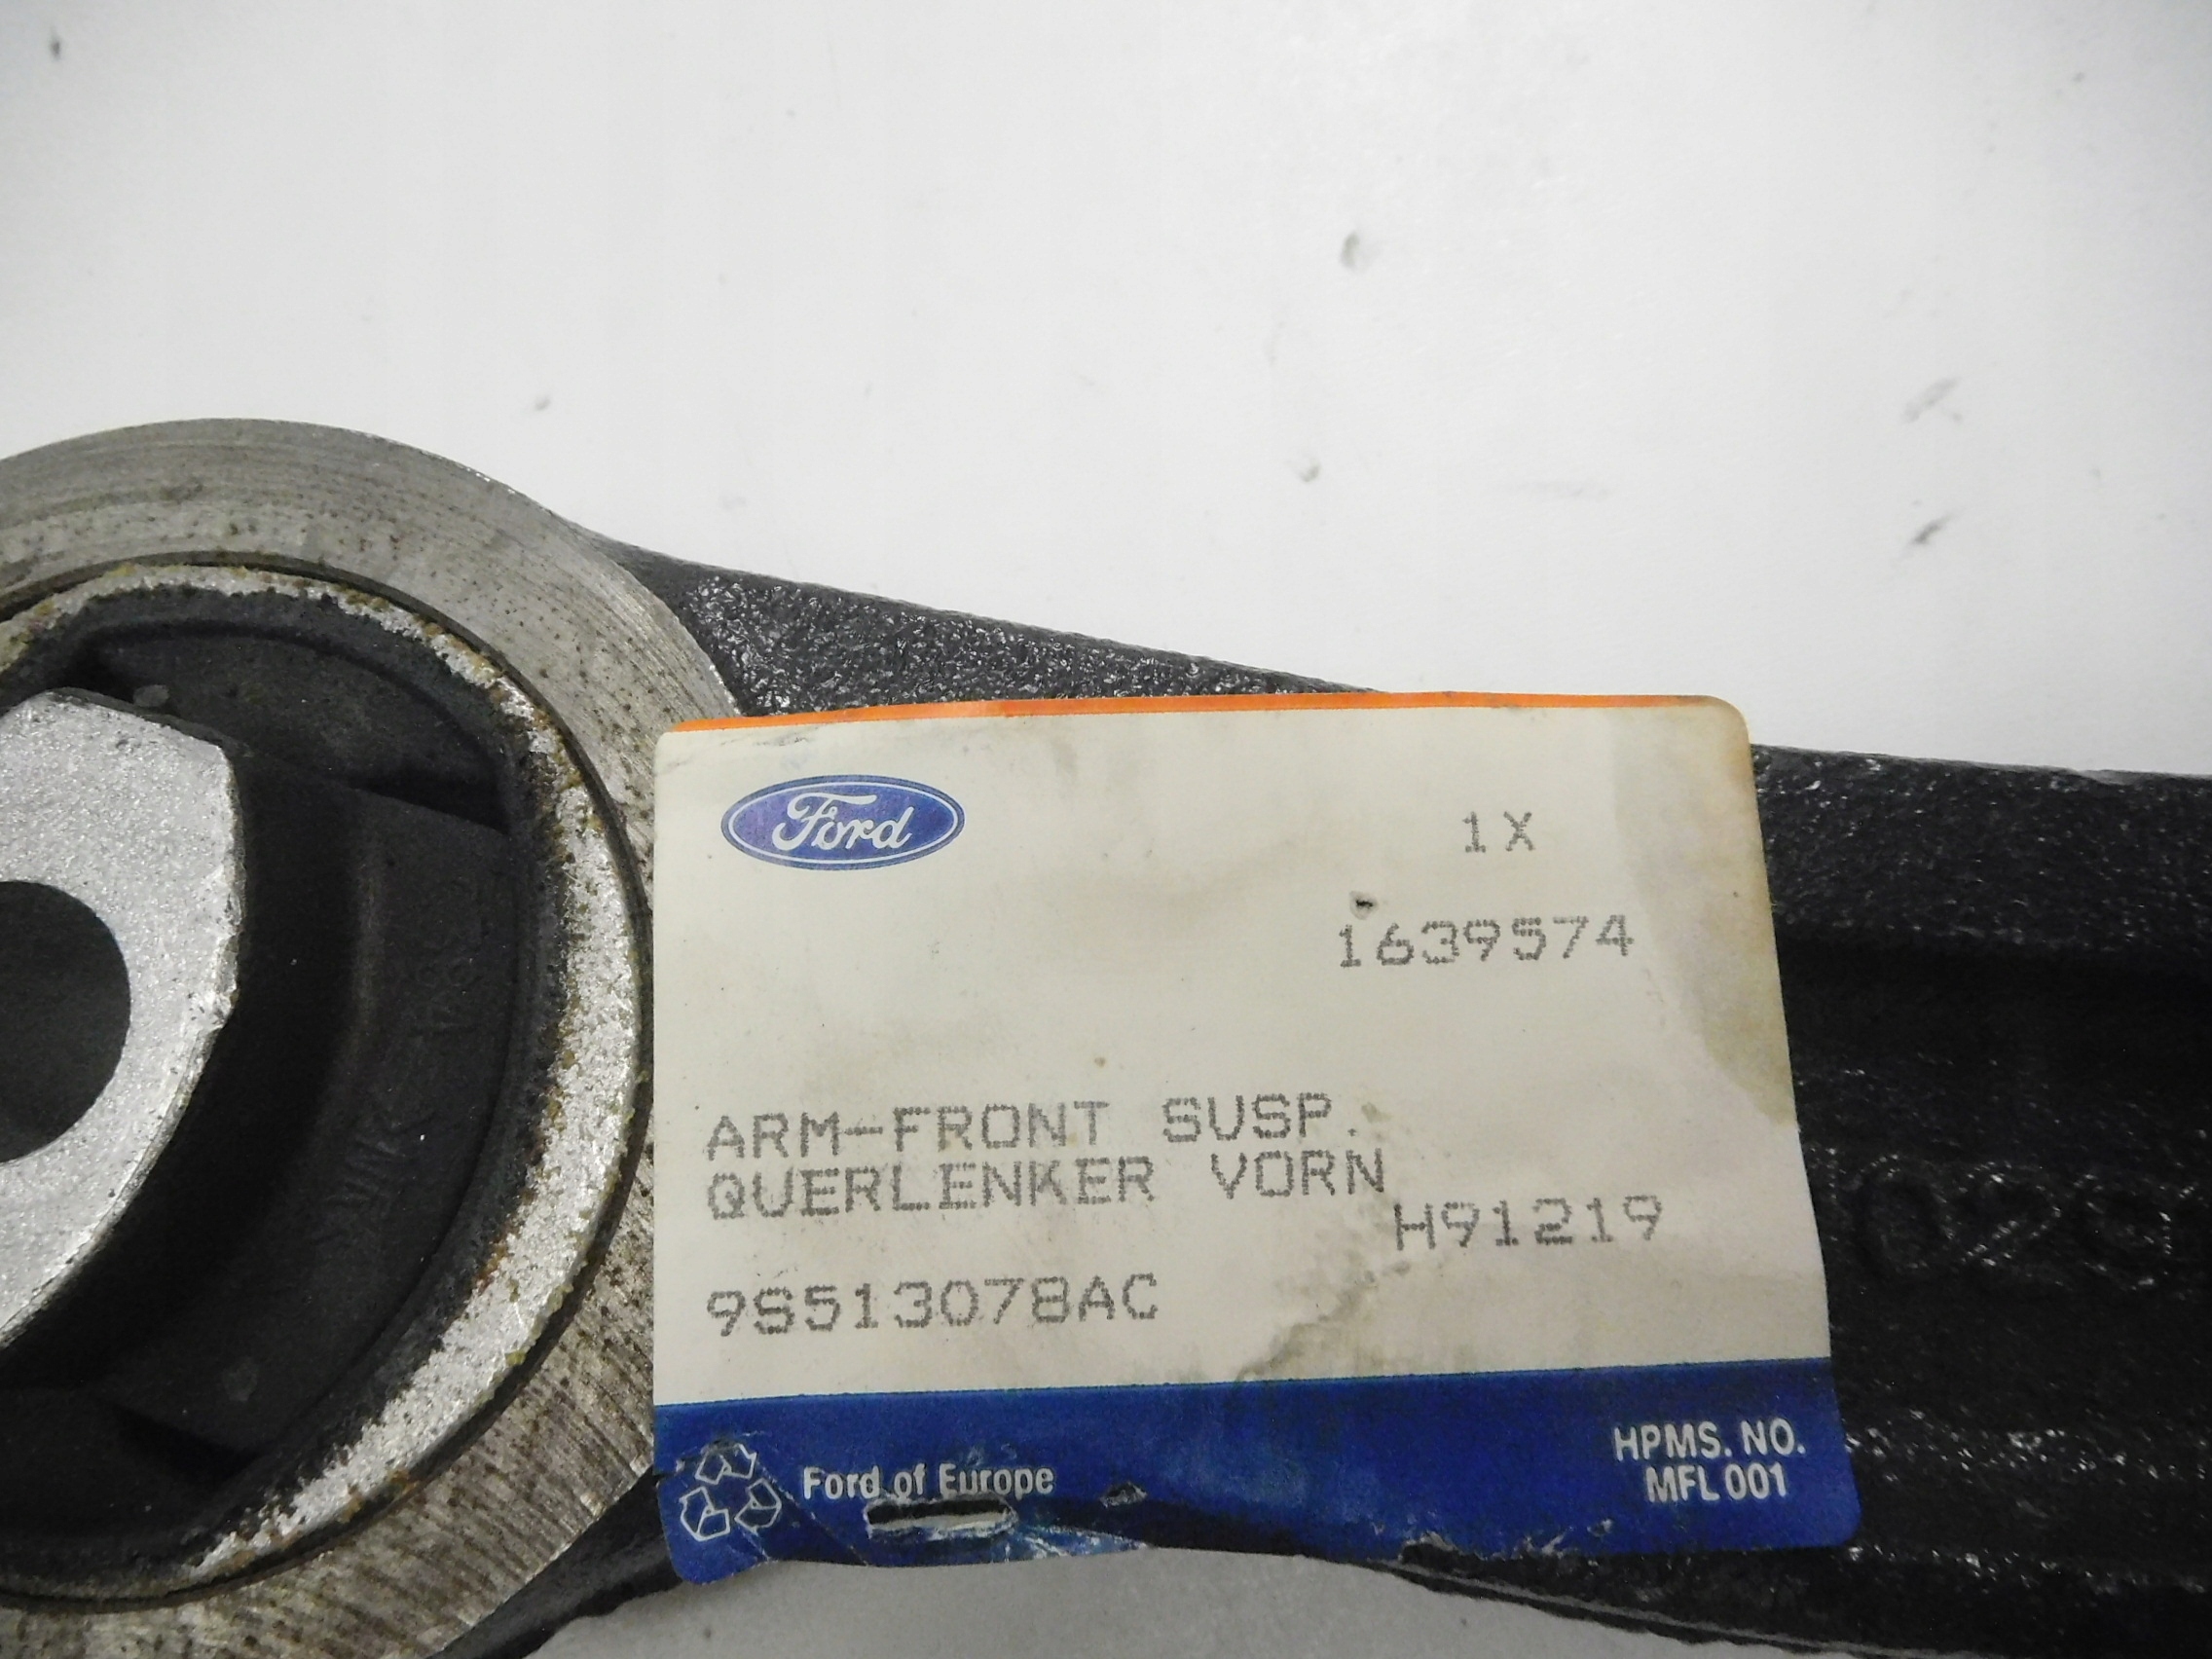 Ford
1X
1639574
ARM-FRONT SUSP.
QUERLENKER VORN
H91219
9S513078AC
Ford of Europe
HPMS. NO.
MFL 001